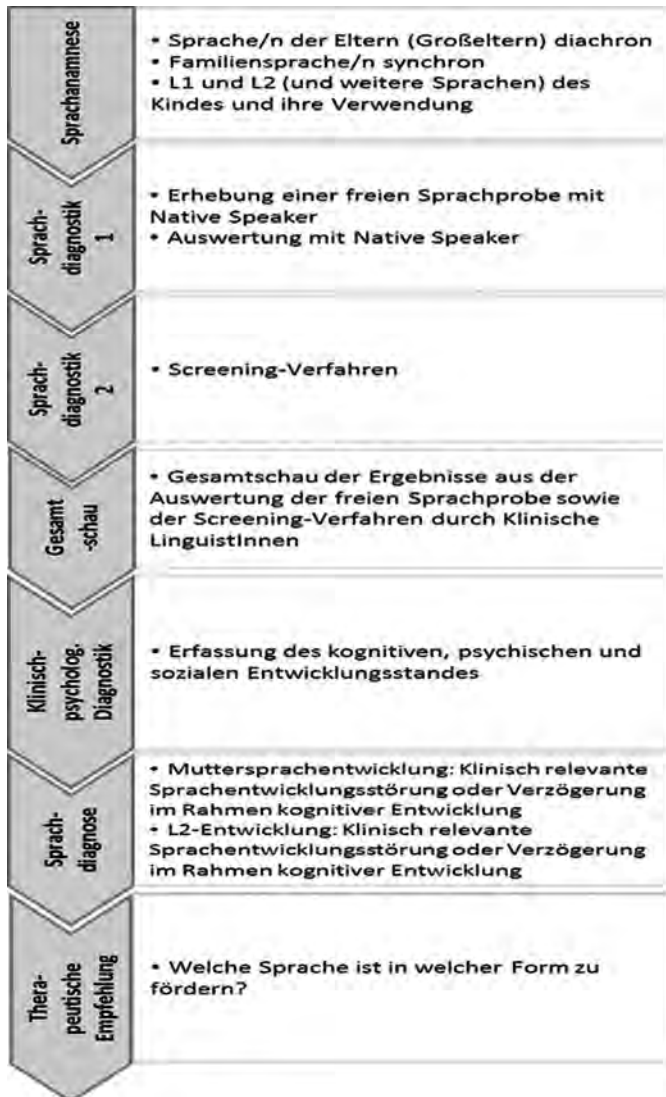 Sprachanamnese
• Sprache/n der Eltern (Großeltern) diachron
• Familiensprache/n synchron
• L1 und L2 (und weitere Sprachen) des
Kindes und ihre Verwendung
Sprach-
diagnostik
1
• Erhebung einer freien Sprachprobe mit
Native Speaker
• Auswertung mit Native Speaker
Sprach-
diagnostik
2
• Screening-Verfahren
Gesamt
-schau
• Gesamtschau der Ergebnisse aus der
Auswertung der freien Sprachprobe sowie
der Screening-Verfahren durch Klinische
LinguistInnen
Klinisch-
psycholog.
Diagnostik
• Erfassung des kognitiven, psychischen und
sozialen Entwicklungsstandes
Sprach-
diagnose
• Muttersprachentwicklung: Klinisch relevante
Sprachentwicklungsstörung oder Verzögerung
im Rahmen kognitiver Entwicklung
• L2-Entwicklung: Klinisch relevante
Sprachentwicklungsstörung oder Verzögerung
im Rahmen kognitiver Entwicklung
Thera-
peutische
Empfehlung
• Welche Sprache ist in welcher Form zu
fördern?